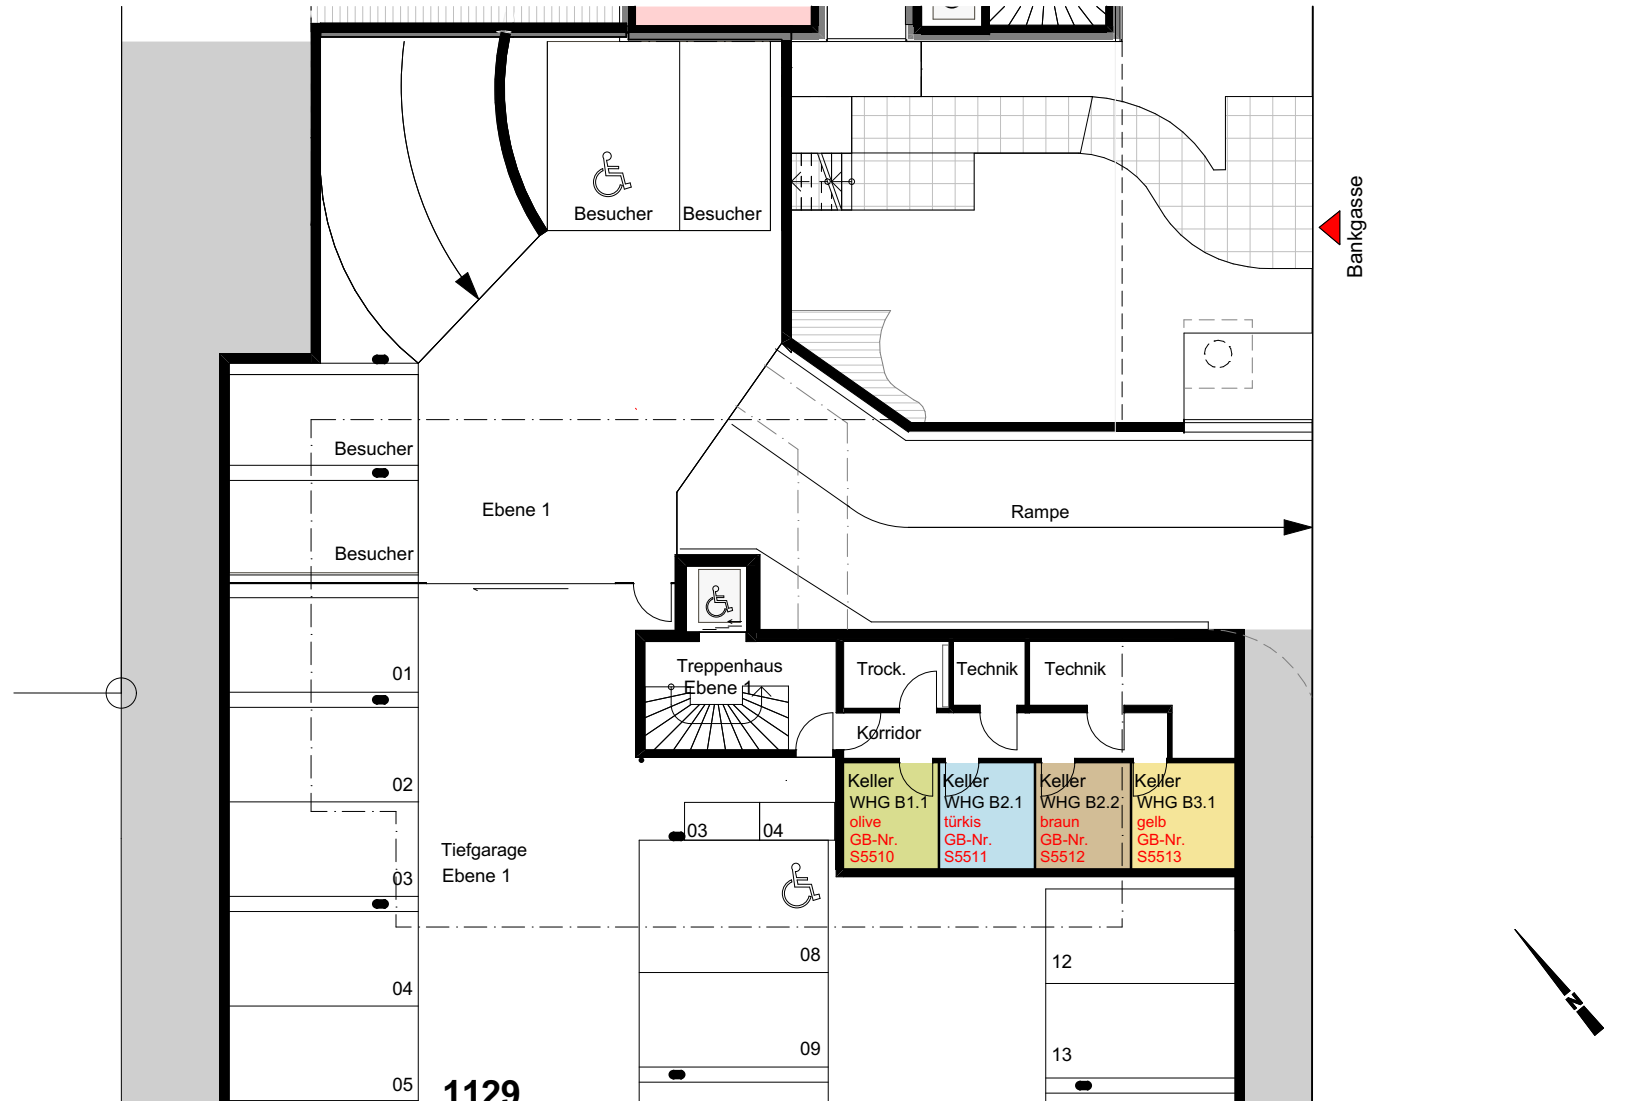 Besucher
Besucher
Bankgasse
Besucher
Ebene 1
Rampe
Besucher
01
Treppenhaus
Ebene 1
Trock.
Technik
Technik
Korridor
02
Keller
WHG B1.1
olive
GB-Nr.
S5510
Keller
WHG B2.1
türkis
GB-Nr.
S5511
Keller
WHG B2.2
braun
GB-Nr.
S5512
Keller
WHG B3.1
gelb
GB-Nr.
S5513
03
04
Tiefgarage
Ebene 1
03
08
12
04
N
09
13
05
1129